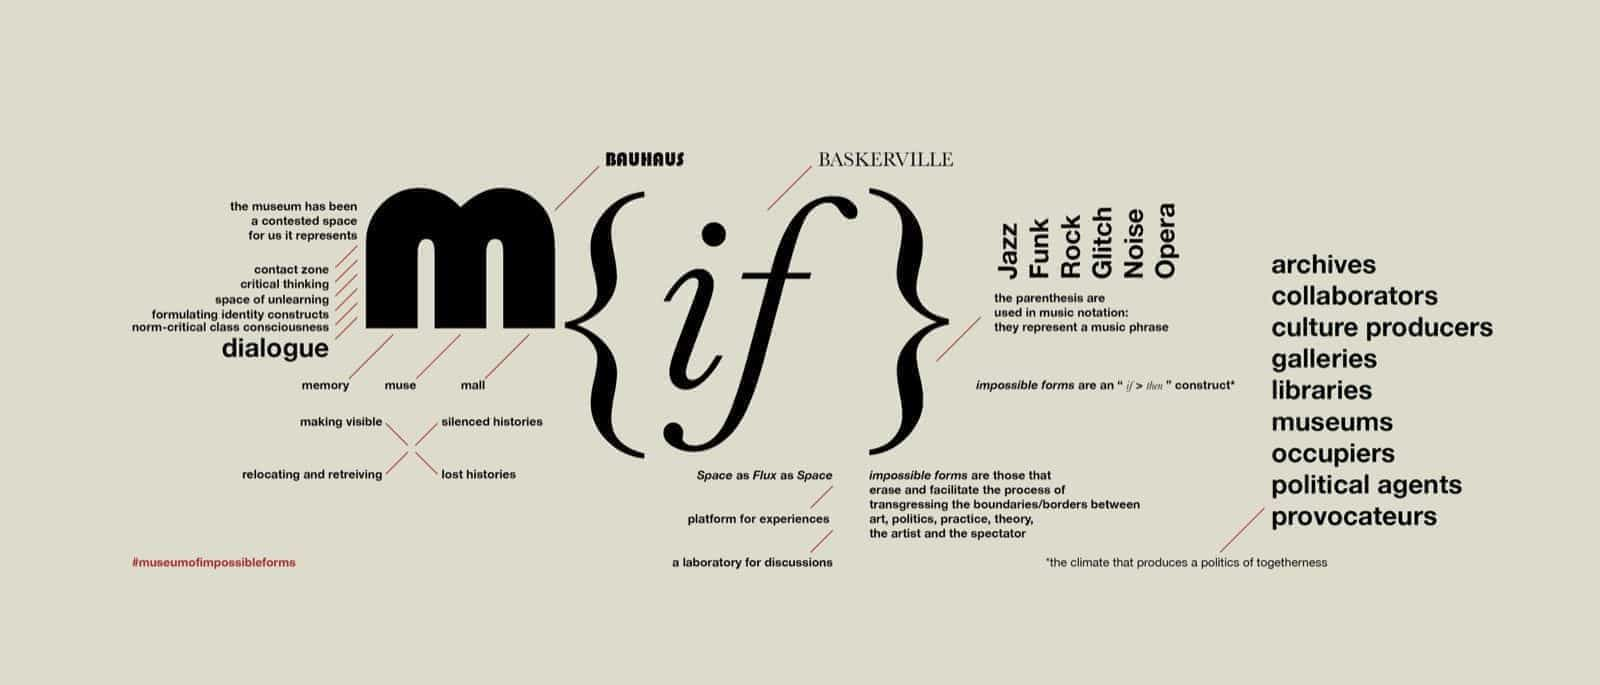 BAUHAUS
BASKERVILLE
the museum has been
a contested space
for us it represents
contact zone
critical thinking
space of unlearning
formulating identity constructs
norm-critical class consciousness
dialogue
m{if}
memory
muse
mall
making visible
silenced histories
relocating and retreiving
lost histories
Jazz
Funk
Rock
Glitch
Noise
Opera
the parenthesis are
used in music notation:
they represent a music phrase
impossible forms are an “ if > then ” construct*
Space as Flux as Space
platform for experiences
a laboratory for discussions
impossible forms are those that
erase and facilitate the process of
transgressing the boundaries/borders between
art, politics, practice, theory,
the artist and the spectator
archives
collaborators
culture producers
galleries
libraries
museums
occupiers
political agents
provocateurs
*the climate that produces a politics of togetherness
#museumofimpossibleforms